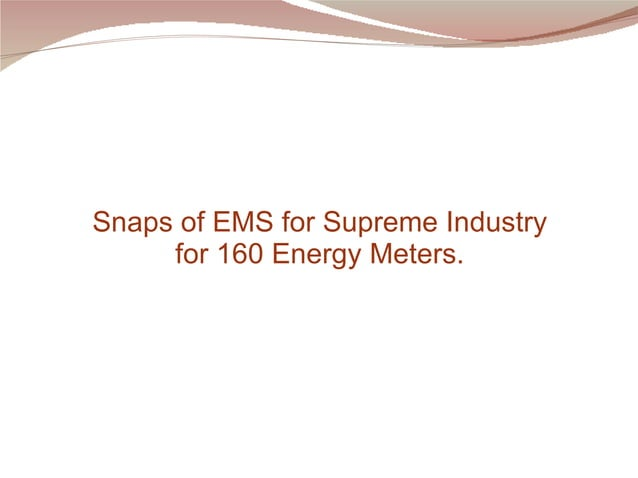 Snaps of EMS for Supreme Industry
for 160 Energy Meters.